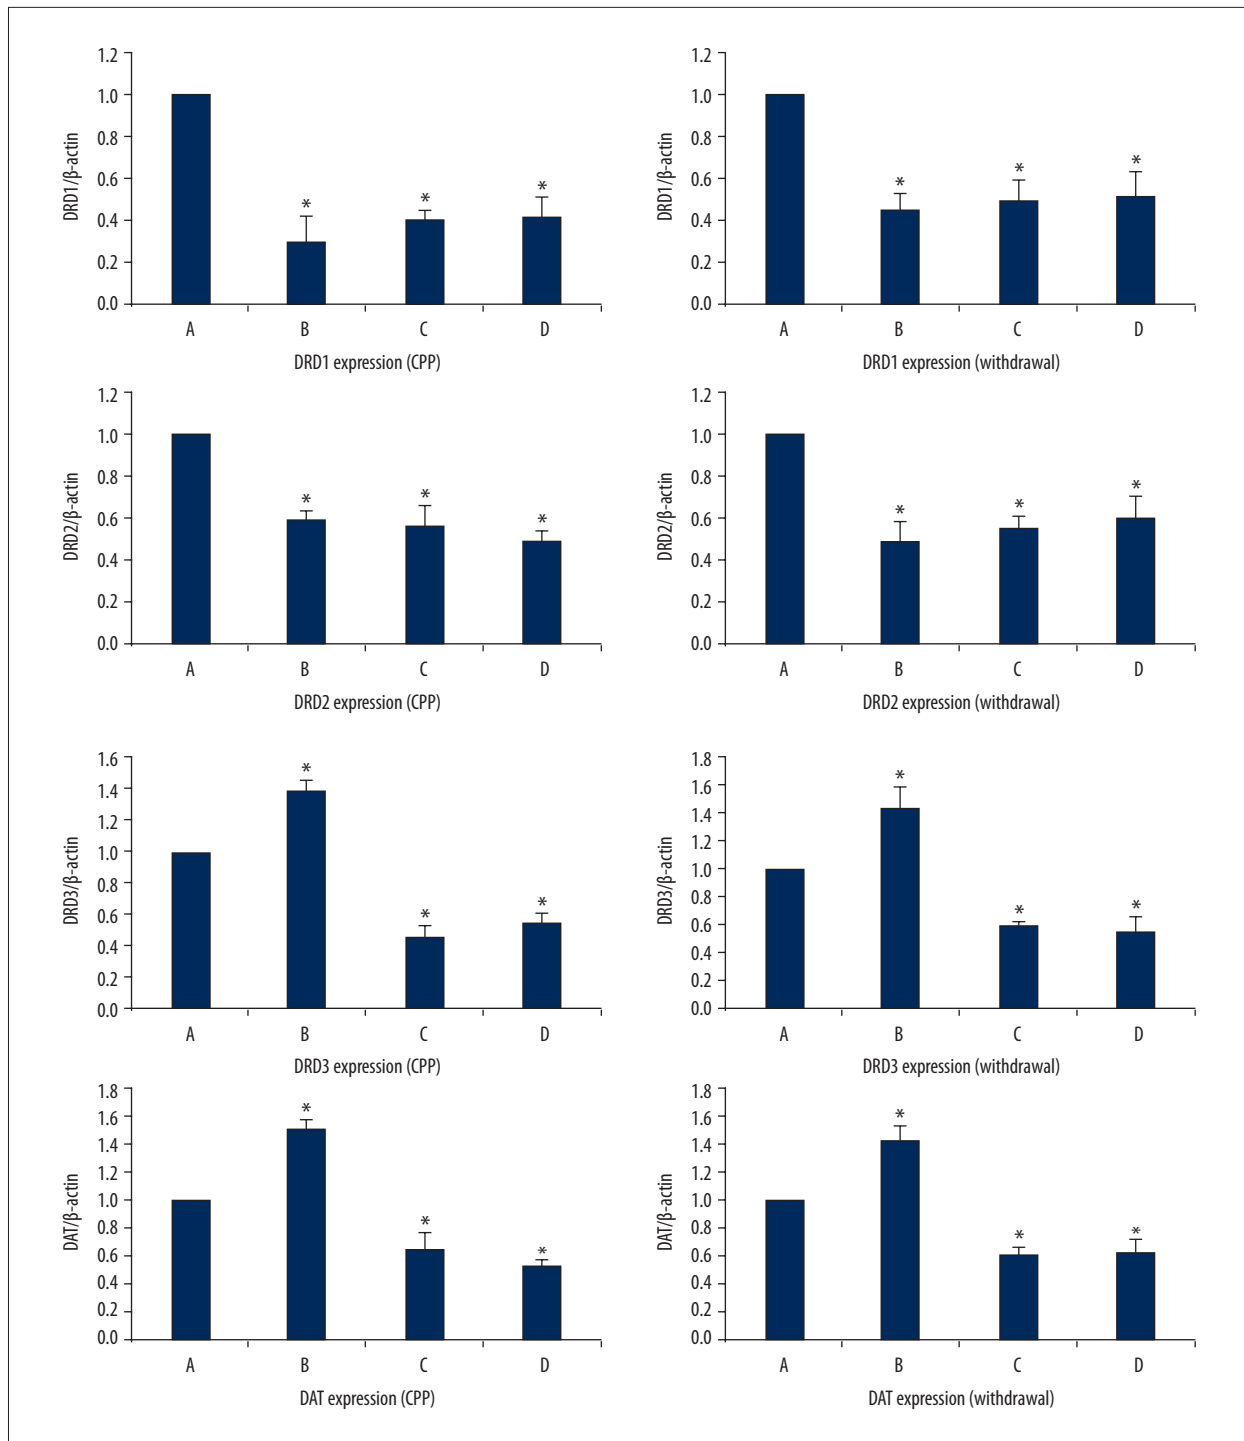 1.2
1.0
0.8
0.6
0.4
0.2
0.0
DRD1/β-actin
* * *
A B C D
DRD1 expression (CPP)
1.2
1.0
0.8
0.6
0.4
0.2
0.0
DRD1/β-actin
* * *
A B C D
DRD1 expression (withdrawal)
1.2
1.0
0.8
0.6
0.4
0.2
0.0
DRD2/β-actin
* * *
A B C D
DRD2 expression (CPP)
1.2
1.0
0.8
0.6
0.4
0.2
0.0
DRD2/β-actin
* * *
A B C D
DRD2 expression (withdrawal)
1.6
1.4
1.2
1.0
0.8
0.6
0.4
0.2
0.0
DRD3/β-actin
* * *
A B C D
DRD3 expression (CPP)
1.8
1.6
1.4
1.2
1.0
0.8
0.6
0.4
0.2
0.0
DRD3/β-actin
* * *
A B C D
DRD3 expression (withdrawal)
1.8
1.6
1.4
1.2
1.0
0.8
0.6
0.4
0.2
0.0
DAT/β-actin
* * *
A B C D
DAT expression (CPP)
1.8
1.6
1.4
1.2
1.0
0.8
0.6
0.4
0.2
0.0
DAT/β-actin
* * *
A B C D
DAT expression (withdrawal)